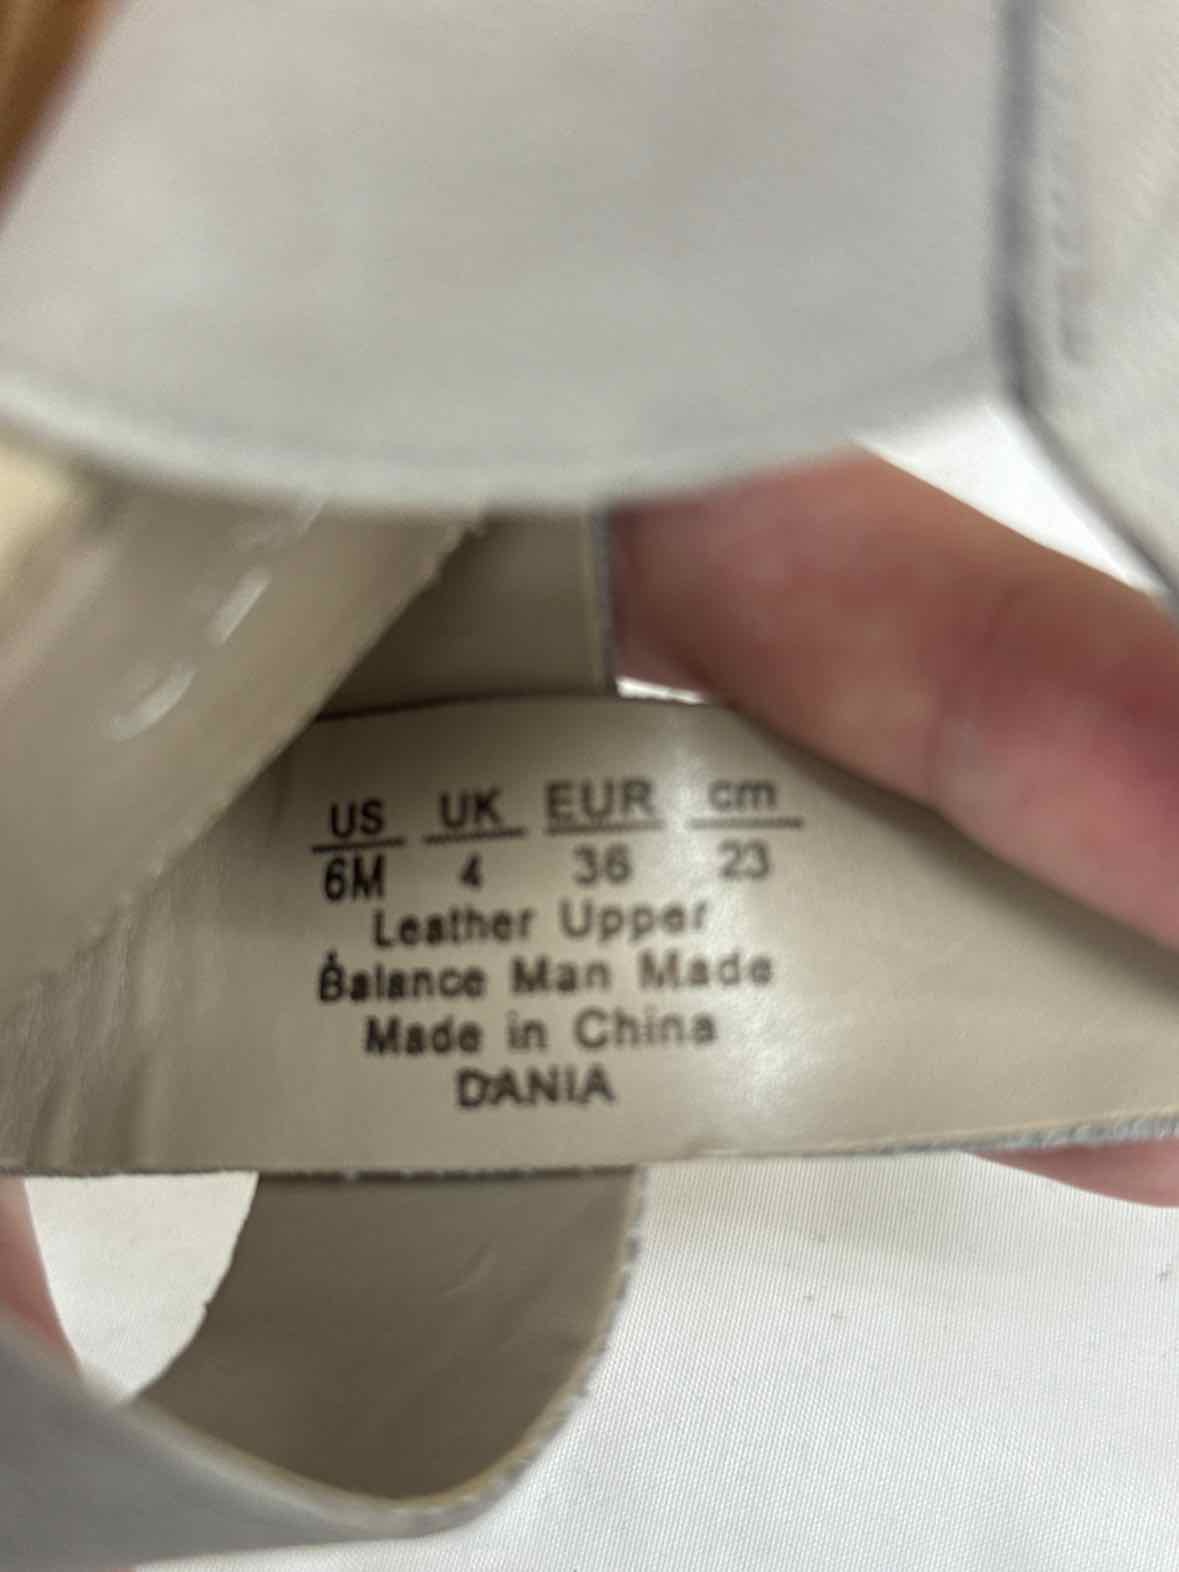 US UK EUR cm
6M 4 36 23
Leather Upper
Balance Man Made
Made in China
DANIA